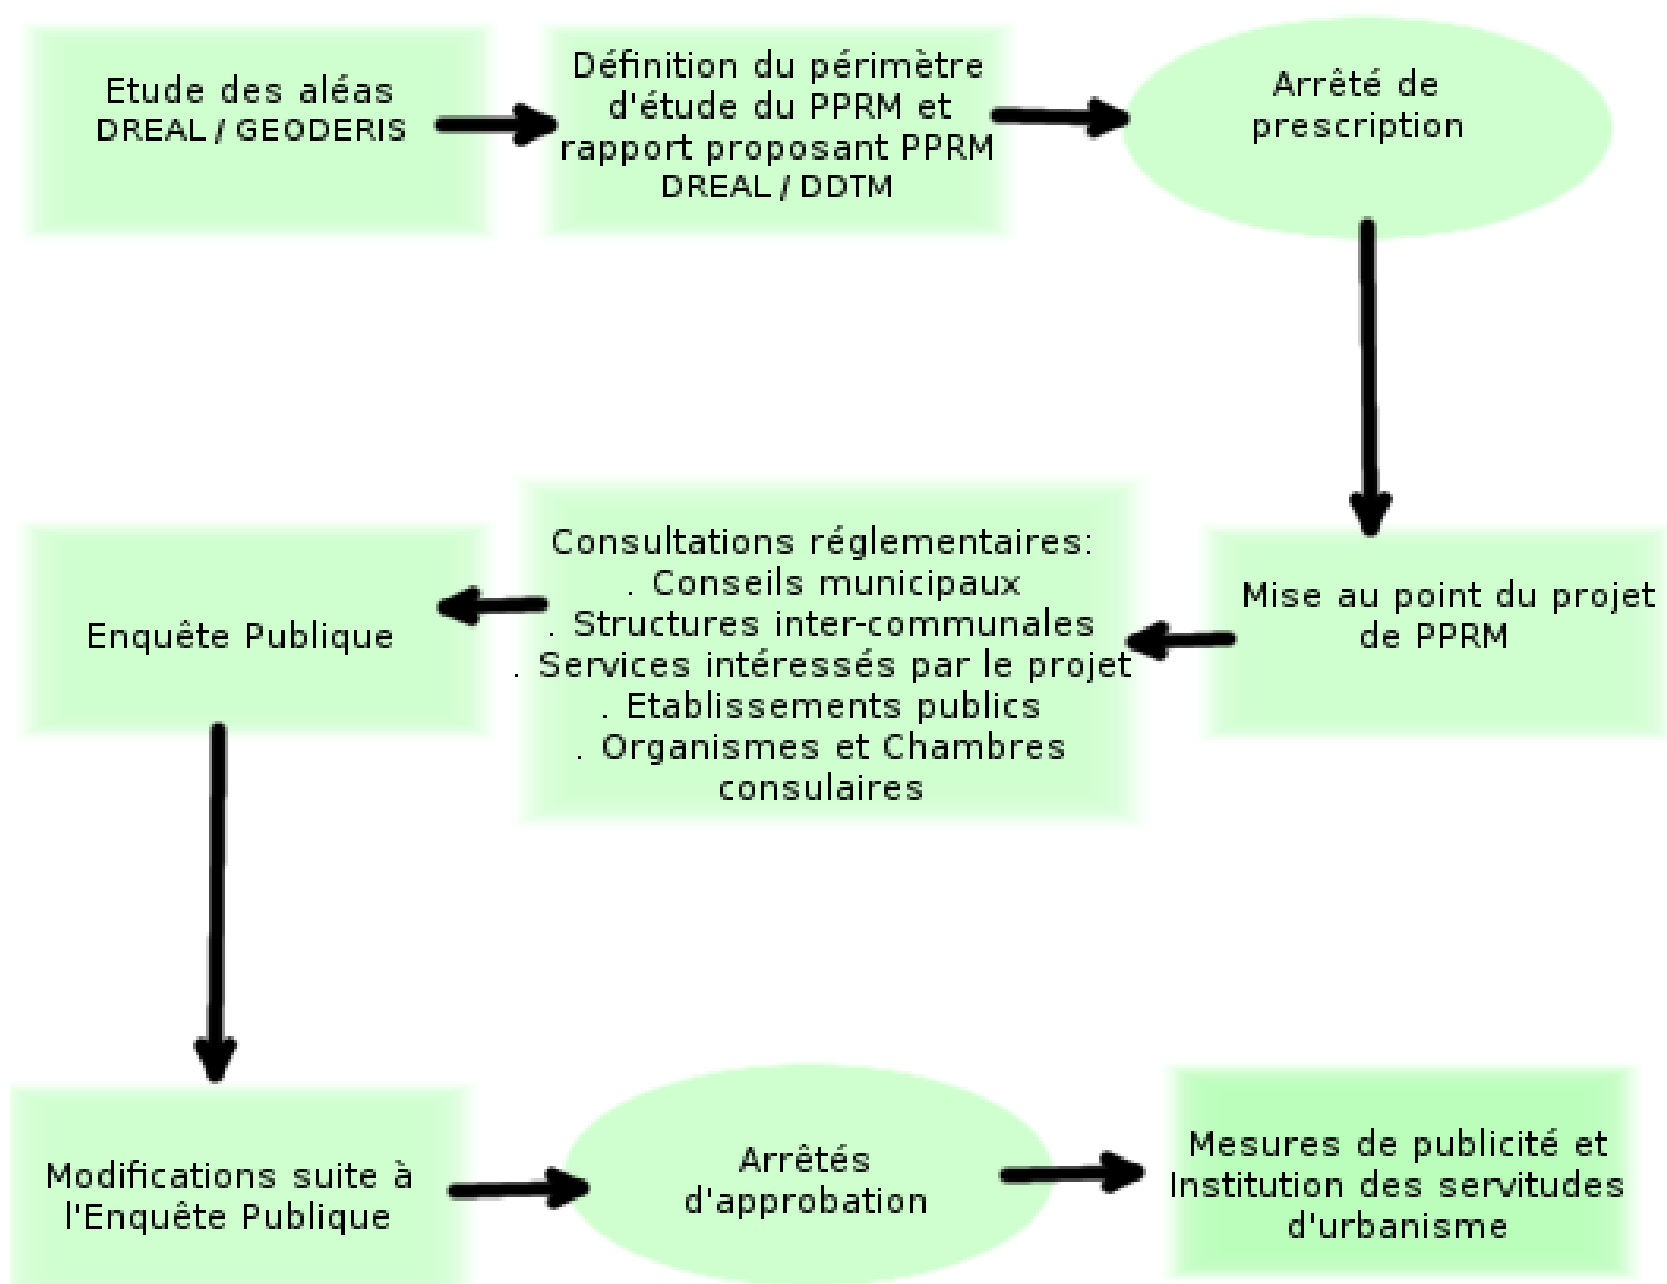 Etude des aléas
DREAL / GEODERIS
Définition du périmètre
d'étude du PPRM et
rapport proposant PPRM
DREAL / DDTM
Arrêté de
prescription
Mise au point du projet
de PPRM
Consultations réglementaires:
. Conseils municipaux
. Structures inter-communales
. Services intéressés par le projet
. Etablissements publics
. Organismes et Chambres
consulaires
Enquête Publique
Modifications suite à
l'Enquête Publique
Arrêtés
d'approbation
Mesures de publicité et
Institution des servitudes
d'urbanisme